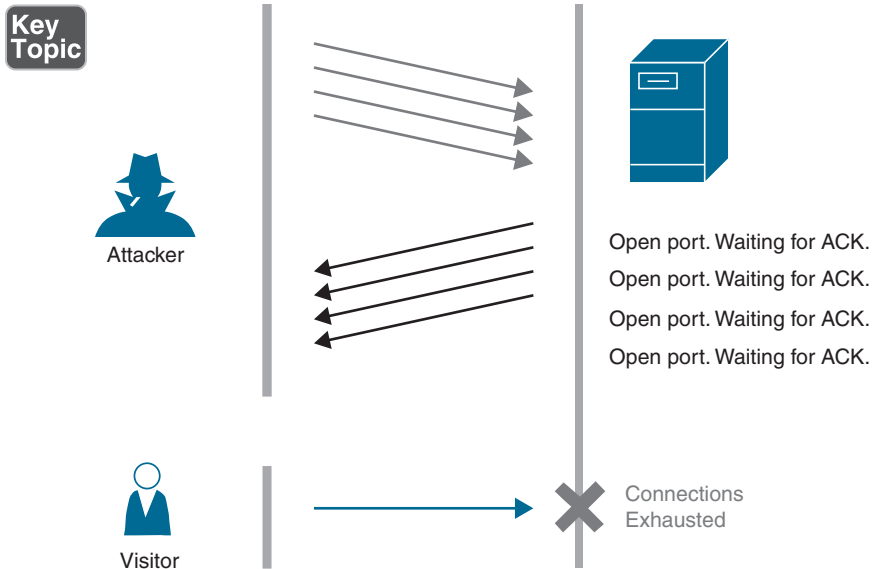 Key
Topic
Attacker
Open port. Waiting for ACK.
Open port. Waiting for ACK.
Open port. Waiting for ACK.
Open port. Waiting for ACK.
Connections
Exhausted
Visitor